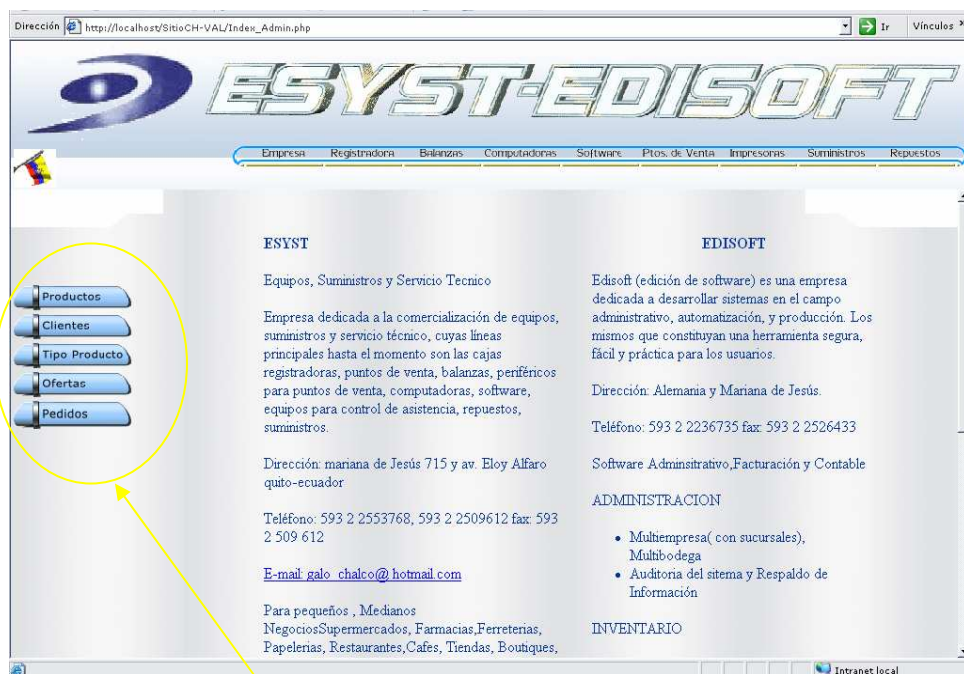 Dirección http://localhost/SitioCH-VAL/Index_Admin.php Ir Vínculos »
ESYST-EDISOFT
Empresa Registradora Balanzas Computadoras Software Ptos. de Venta Impresoras Suministros Repuestos
Productos
Clientes
Tipo Producto
Ofertas
Pedidos
ESYST
Equipos, Suministros y Servicio Tecnico
Empresa dedicada a la comercialización de equipos,
suministros y servicio técnico, cuyas líneas
principales hasta el momento son las cajas
registradoras, puntos de venta, balanzas, periféricos
para puntos de venta, computadoras, software,
equipos para control de asistencia, repuestos,
suministros.
Dirección: mariana de Jesús 715 y av. Eloy Alfaro
quito-ecuador
Teléfono: 593 2 2553768, 593 2 2509612 fax: 593
2 509 612
E-mail: galo_chalco@hotmail.com
Para pequeños , Medianos
NegociosSupermercados, Farmacias,Ferreterias,
Papelerias, Restaurantes,Cafes, Tiendas, Boutiques,
EDISOFT
Edisoft (edición de software) es una empresa
dedicada a desarrollar sistemas en el campo
administrativo, automatización, y producción. Los
mismos que constituyan una herramienta segura,
fácil y práctica para los usuarios.
Dirección: Alemania y Mariana de Jesús.
Teléfono: 593 2 2236735 fax: 593 2 2526433
Software Adminsitrativo,Facturación y Contable
ADMINISTRACION
• Multiempresa( con sucursales),
Multibodega
• Auditoria del sitema y Respaldo de
Información
INVENTARIO
Intranet local